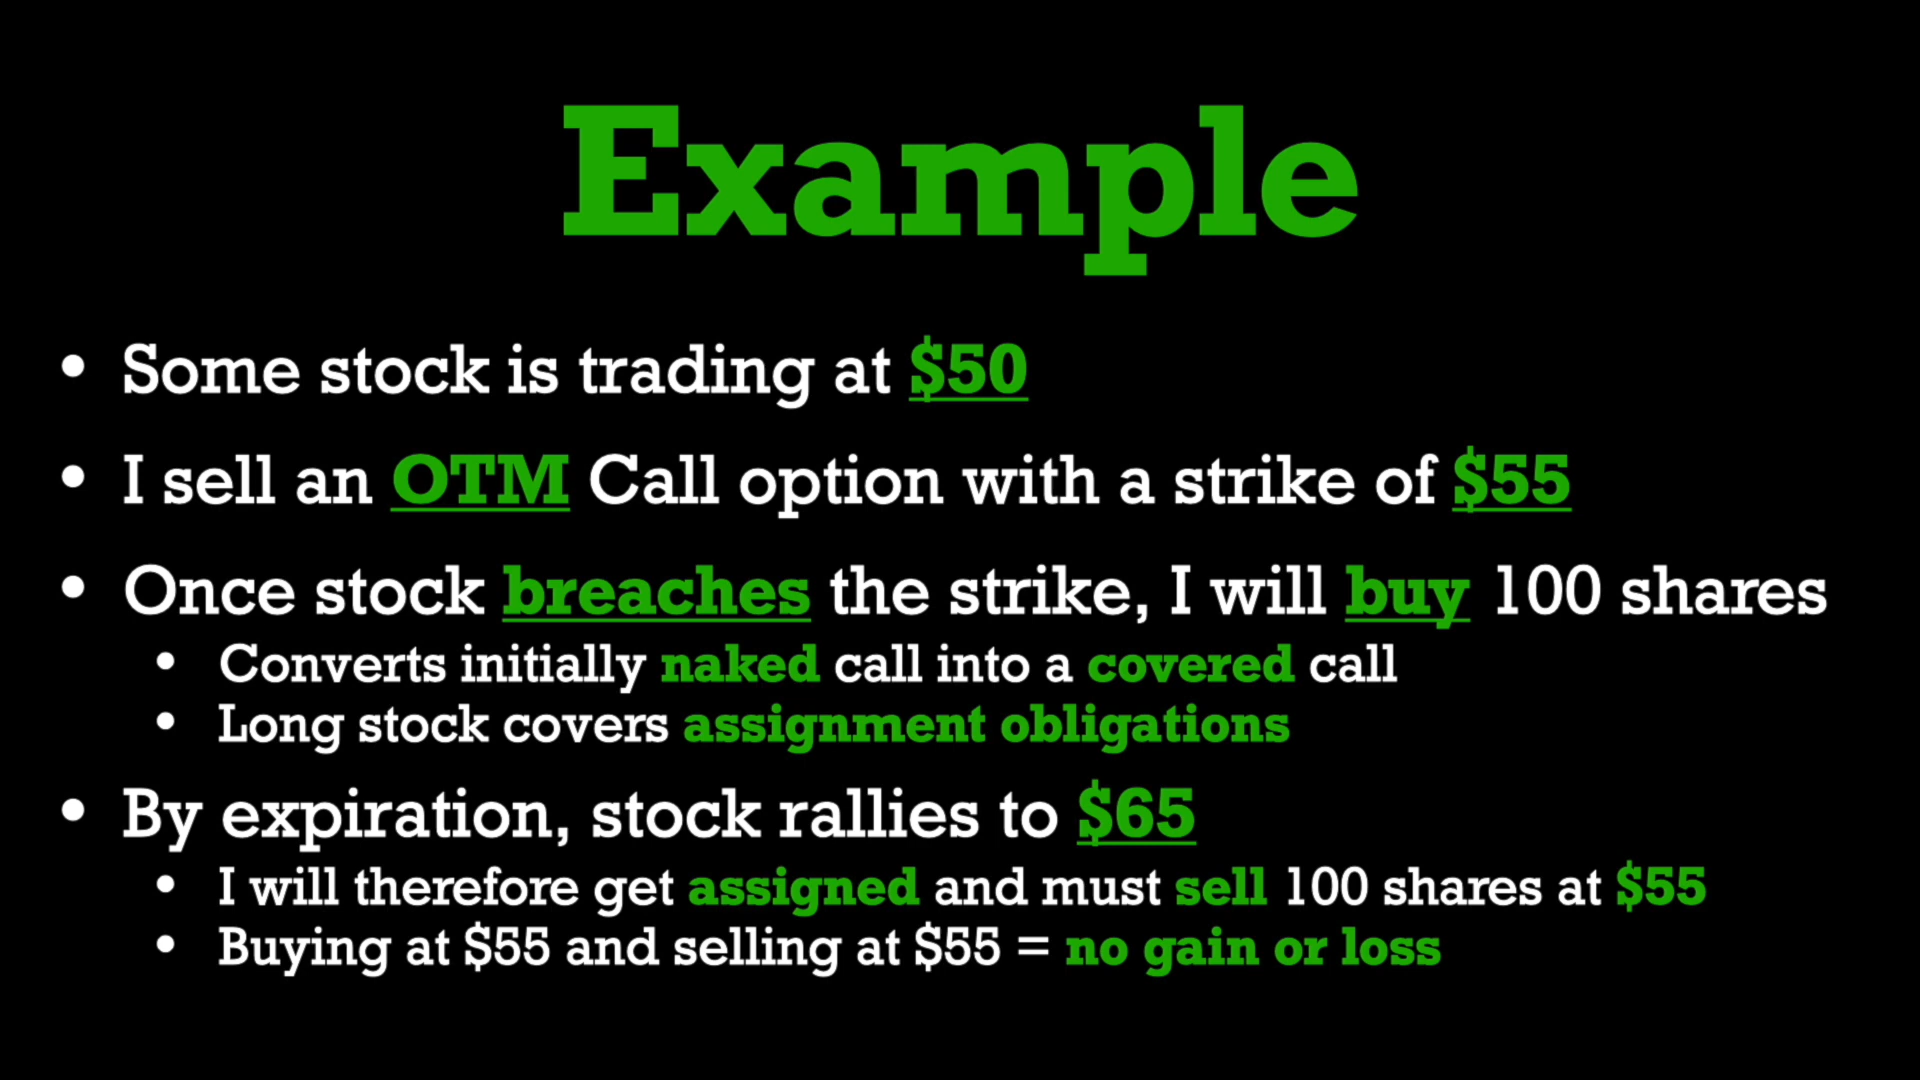 Example
• Some stock is trading at $50
• I sell an OTM Call option with a strike of $55
• Once stock breaches the strike, I will buy 100 shares
• Converts initially naked call into a covered call
• Long stock covers assignment obligations
• By expiration, stock rallies to $65
• I will therefore get assigned and must sell 100 shares at $55
• Buying at $55 and selling at $55 = no gain or loss